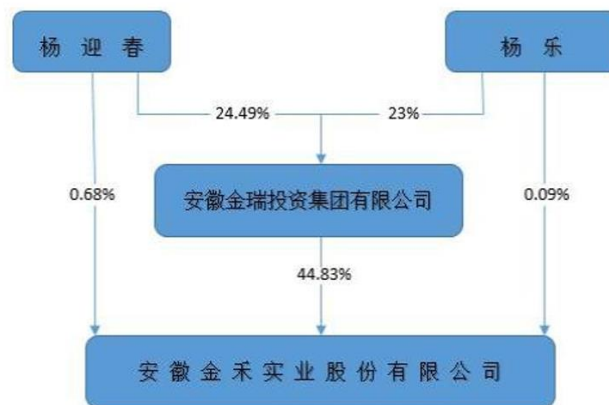 杨 迎 春
杨 乐
24.49%
23%
0.68%
安徽金瑞投资集团有限公司
0.09%
44.83%
安 徽 金 禾 实 业 股 份 有 限 公 司